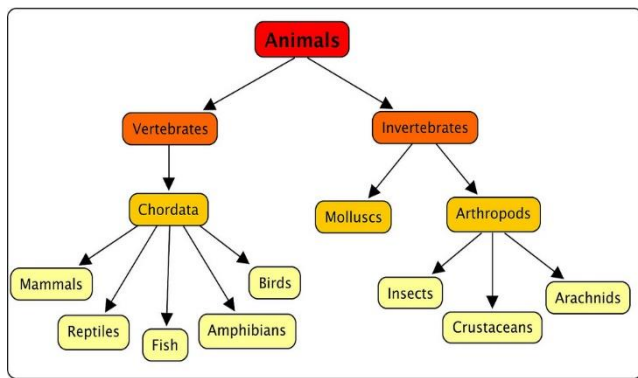 Animals
Vertebrates
Invertebrates
Chordata
Molluscs
Arthropods
Mammals
Reptiles
Fish
Amphibians
Birds
Insects
Crustaceans
Arachnids